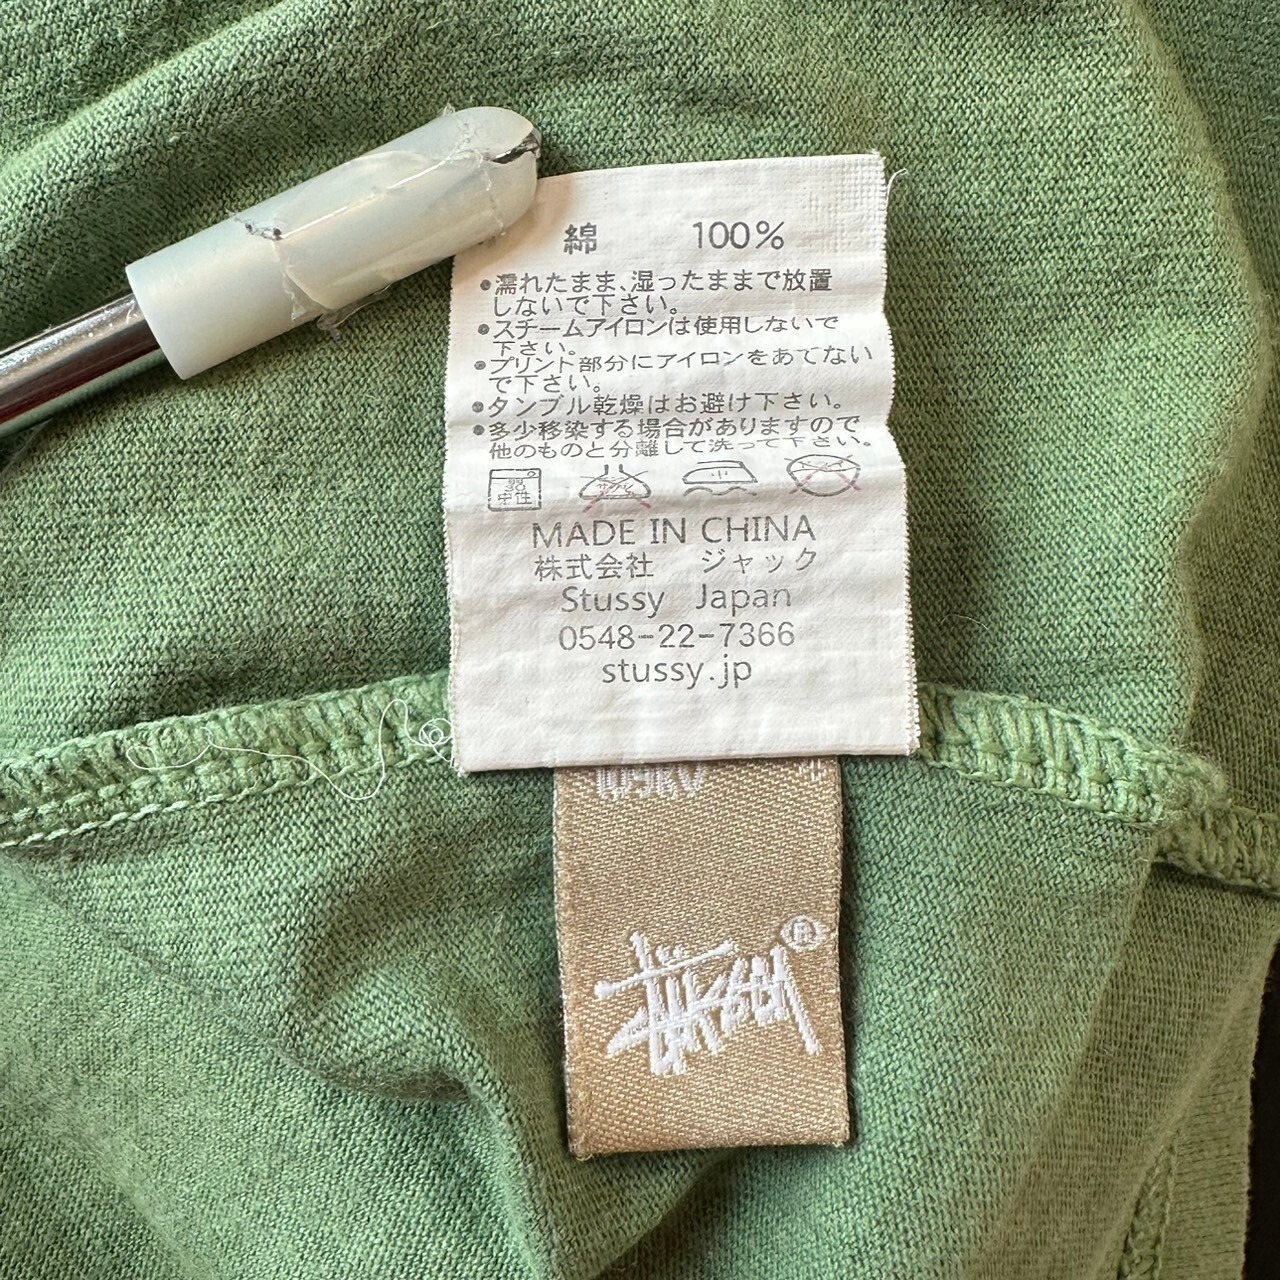 綿 100%
●濡れたまま、湿ったままで放置
しないで下さい。
●スチームアイロンは使用しないで
下さい。
●プリント部分にアイロンをあてない
で下さい。
●タンブル乾燥はお避け下さい。
●多少移染する場合がありますので
他のものと分離して洗って下さい。
30
中性
中
MADE IN CHINA
株式会社 ジャック
Stussy Japan
0548-22-7366
stussy.jp
Stussy ®